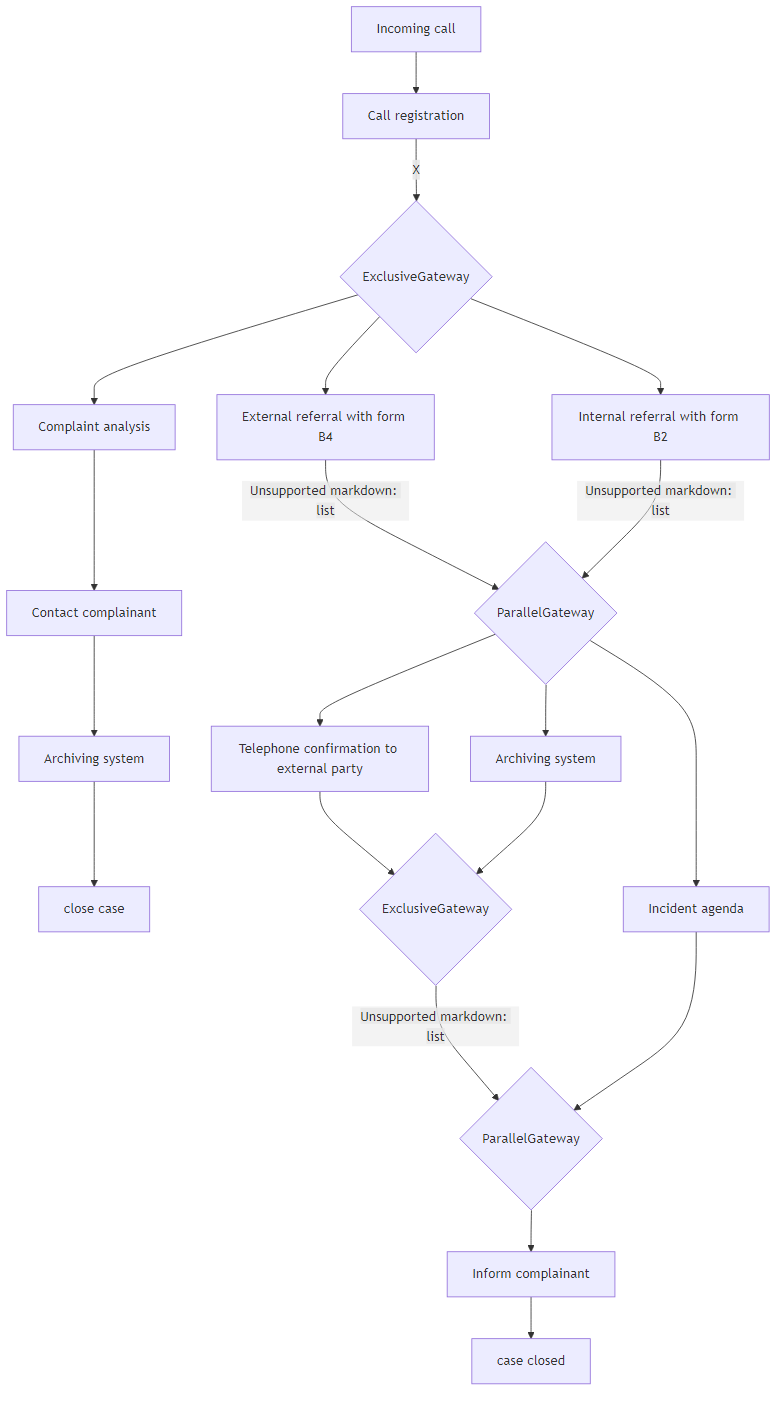 Incoming call
Call registration
X
ExclusiveGateway
Complaint analysis
External referral with form
B4
Internal referral with form
B2
Unsupported markdown:
list
Unsupported markdown:
list
Contact complainant
ParallelGateway
Archiving system
Telephone confirmation to
external party
Archiving system
close case
ExclusiveGateway
Incident agenda
Unsupported markdown:
list
ParallelGateway
Inform complainant
case closed